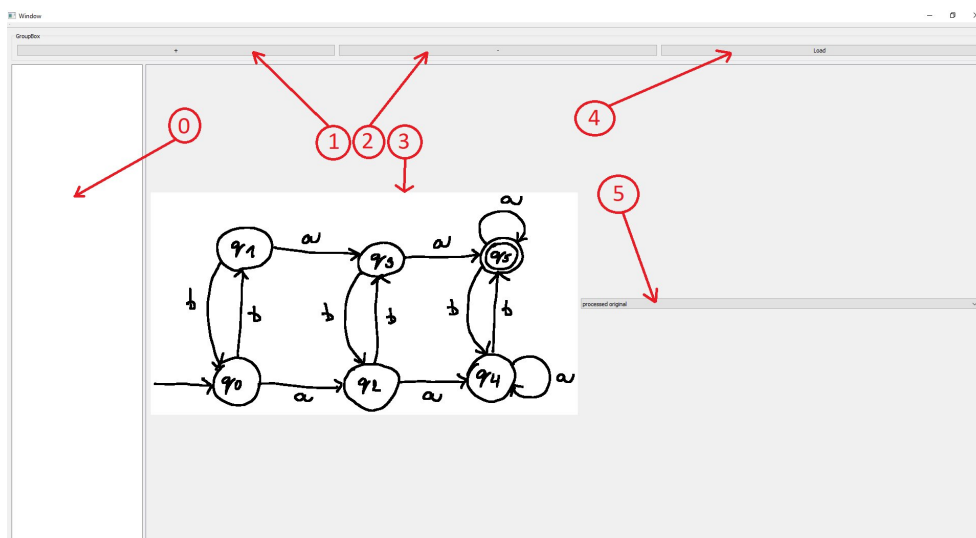 Window
GroupBox
+ - Load
0
1 2 3
4
5
a
q1 a q3 a q5
b b b b b b
processed original
q0 a q2 a q4 a